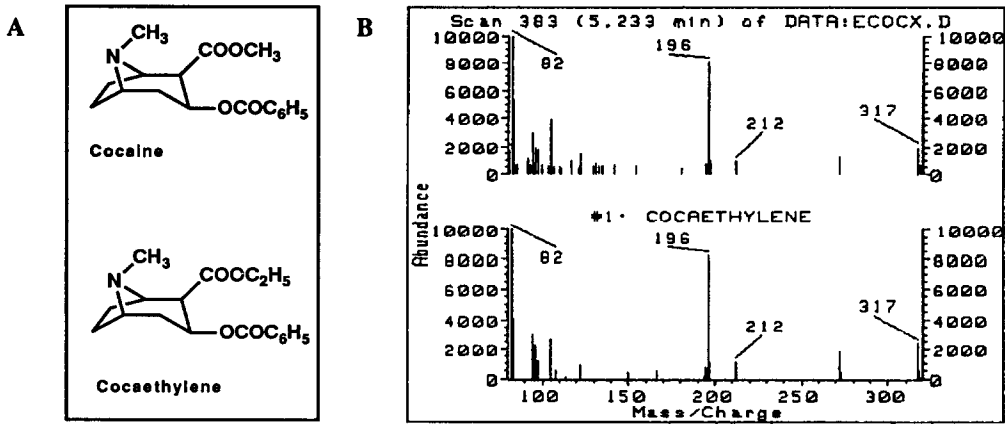 A
N
CH₃
COOCH₃
OCOC₆H₅
Cocaine
N
CH₃
COOC₂H₅
OCOC₆H₅
Cocaethylene
B
Scan 383 (5.233 min) of DATA:ECOCX.D
10000 10000
8000 8000
6000 6000
4000 4000
2000 2000
0 0
82
196
212
317
Abundance
#1· COCAETHYLENE
10000 10000
8000 8000
6000 6000
4000 4000
2000 2000
0 0
82
196
212
317
100 150 200 250 300
Mass/Charge